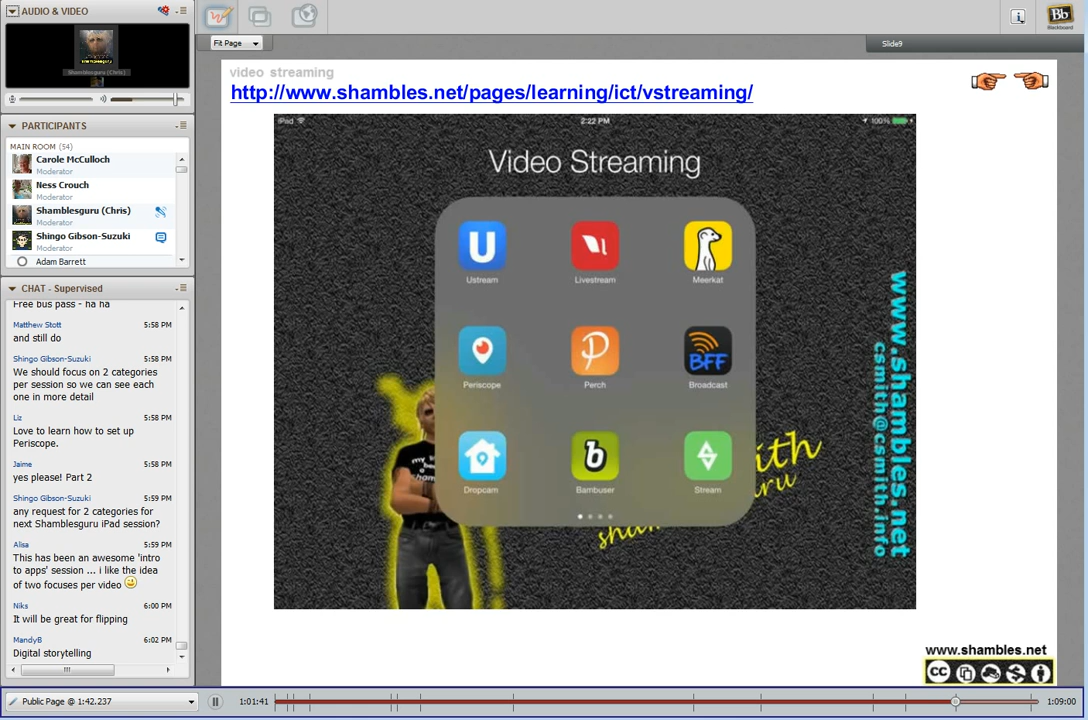 AUDIO & VIDEO
Shamblesguru (Chris)
PARTICIPANTS
MAIN ROOM (54)
Carole McCulloch
Moderator
Ness Crouch
Moderator
Shamblesguru (Chris)
Moderator
Shingo Gibson-Suzuki
Moderator
Adam Barrett
CHAT - Supervised
Free bus pass - ha ha
Matthew Stott 5:58 PM
and still do
Shingo Gibson-Suzuki 5:58 PM
We should focus on 2 categories
per session so we can see each
one in more detail
Liz 5:58 PM
Love to learn how to set up
Periscope.
Jaime 5:58 PM
yes please! Part 2
Shingo Gibson-Suzuki 5:59 PM
any request for 2 categories for
next Shamblesguru iPad session?
Alisa 5:59 PM
This has been an awesome 'intro
to apps' session ... i like the idea
of two focuses per video
Niks 6:00 PM
It will be great for flipping
MandyB 6:02 PM
Digital storytelling
Public Page @ 1:42.237
1:01:41
1:09:00
Fit Page
Bb
Blackboard
Slide9
video streaming
http://www.shambles.net/pages/learning/ict/vstreaming/
iPad 2:22 PM 100%
Video Streaming
Ustream Livestream Meerkat
BFF
Periscope Perch Broadcast
Dropcam Bambuser Stream
www.shambles.net
csmith@csmith.info
www.shambles.net
CC